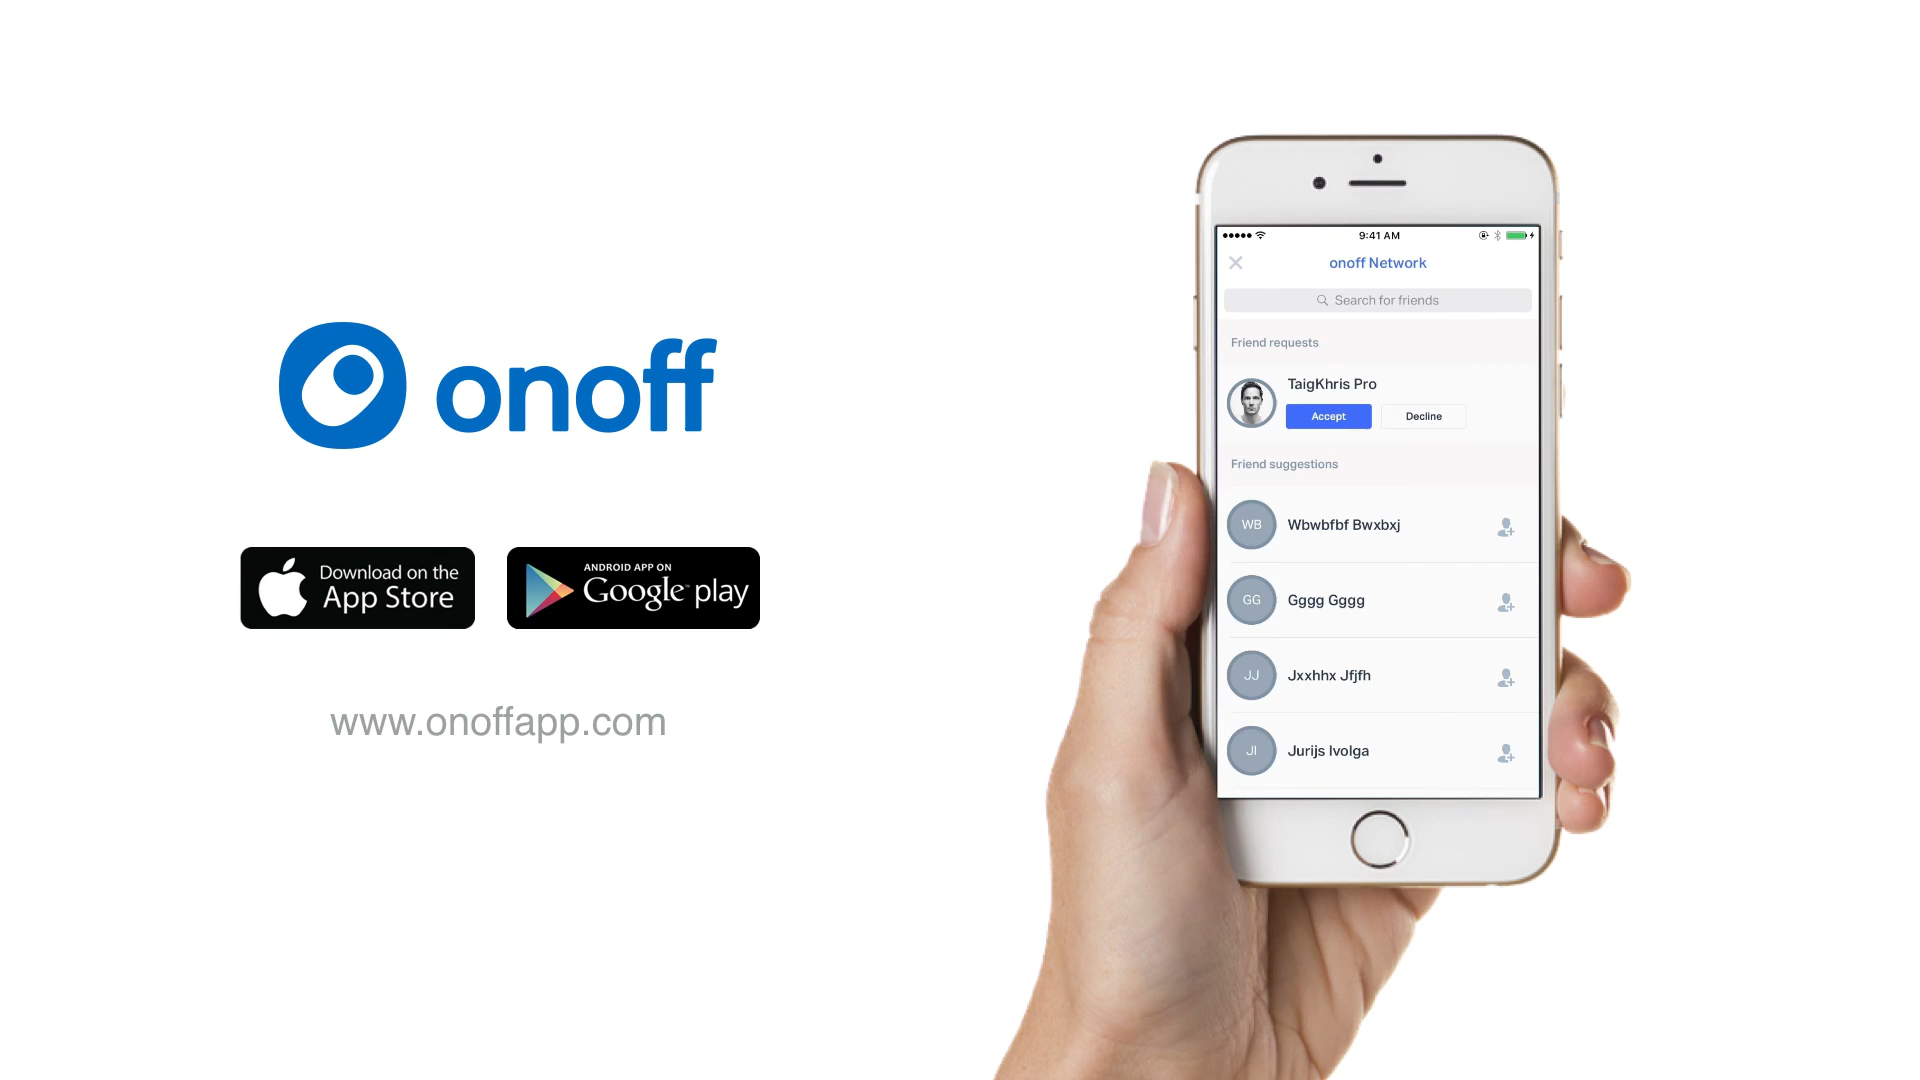 onoff
Download on the
App Store
ANDROID APP ON
Google play
www.onoffapp.com
9:41 AM
onoff Network
Search for friends
Friend requests
TaigKhris Pro
Accept
Decline
Friend suggestions
WB
Wbwbfbf Bwxbxj
GG
Gggg Gggg
JJ
Jxxhhx Jfjfh
JI
Jurijs Ivolga